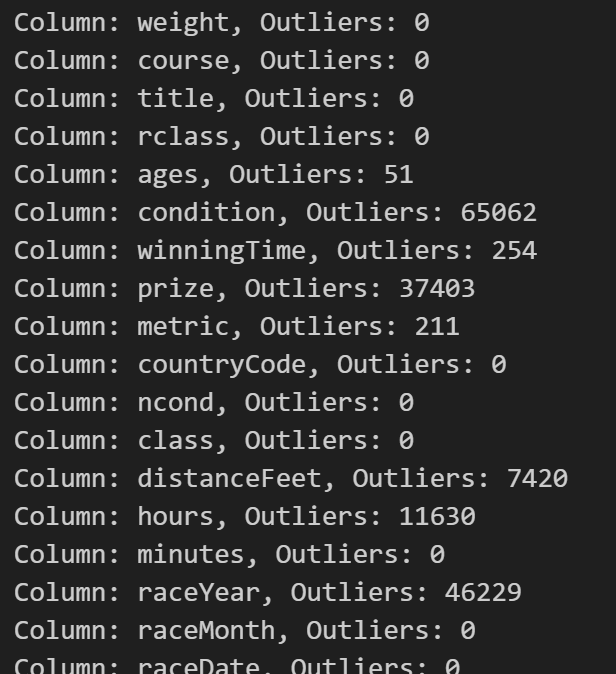 Column: weight, Outliers: 0
Column: course, Outliers: 0
Column: title, Outliers: 0
Column: rclass, Outliers: 0
Column: ages, Outliers: 51
Column: condition, Outliers: 65062
Column: winningTime, Outliers: 254
Column: prize, Outliers: 37403
Column: metric, Outliers: 211
Column: countryCode, Outliers: 0
Column: ncond, Outliers: 0
Column: class, Outliers: 0
Column: distanceFeet, Outliers: 7420
Column: hours, Outliers: 11630
Column: minutes, Outliers: 0
Column: raceYear, Outliers: 46229
Column: raceMonth, Outliers: 0
Column: raceDate, Outliers: 0